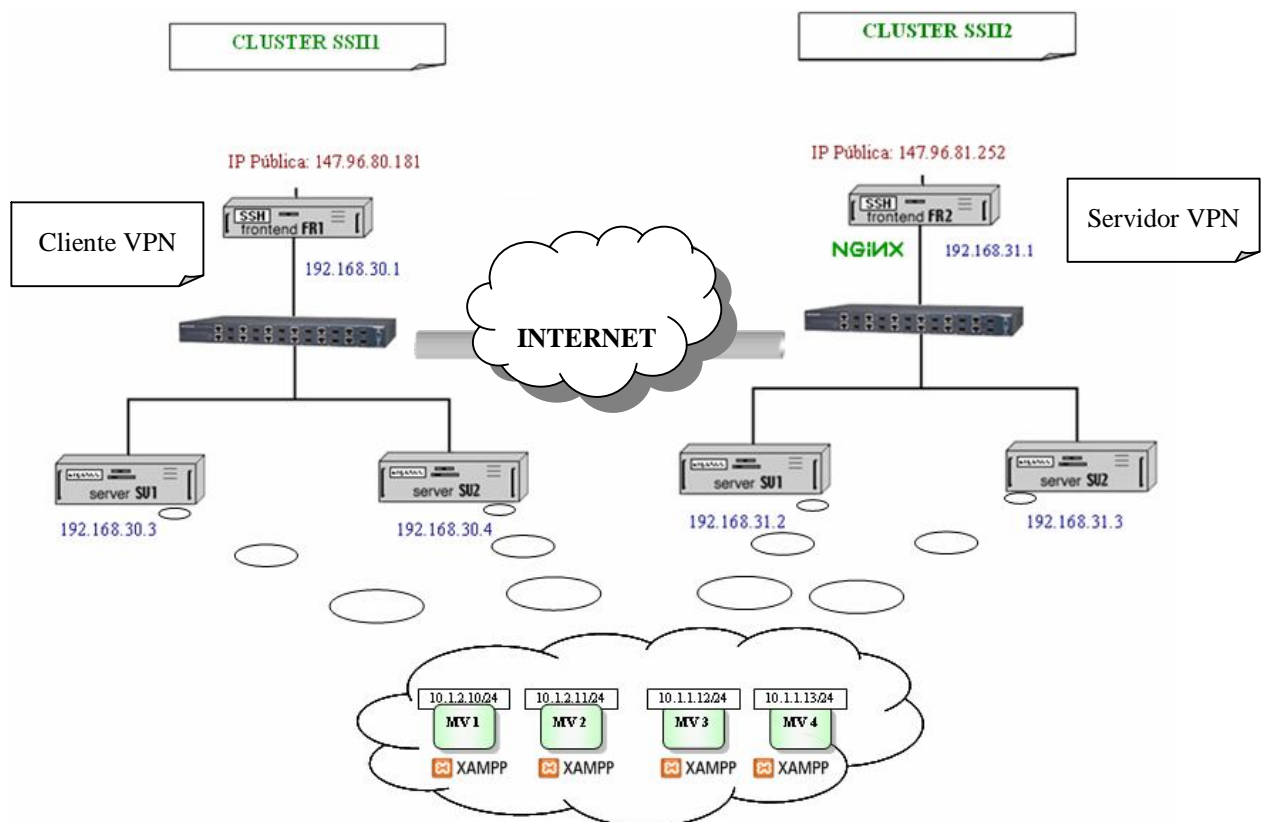 CLUSTER SSII1
CLUSTER SSII2
IP Pública: 147.96.80.181
IP Pública: 147.96.81.252
Cliente VPN
SSH
frontend FR1
192.168.30.1
SSH
frontend FR2
NGiNX
192.168.31.1
Servidor VPN
INTERNET
server SU1
192.168.30.3
server SU2
192.168.30.4
server SU1
192.168.31.2
server SU2
192.168.31.3
10.1.2.10/24
10.1.2.11/24
10.1.1.12/24
10.1.1.13/24
MV 1
MV 2
MV 3
MV 4
XAMPP
XAMPP
XAMPP
XAMPP